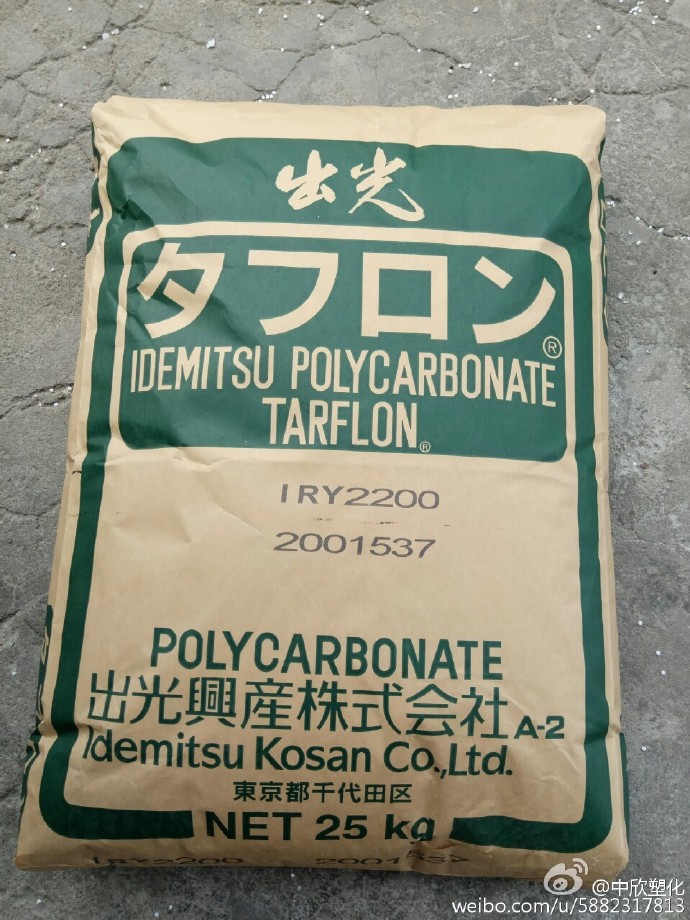 出光
タフロン®
IDEMITSU POLYCARBONATE
TARFLON®
IRY2200
2001537
POLYCARBONATE
出光興産株式会社 A-2
Idemitsu Kosan Co.,Ltd.
東京都千代田区
NET 25 kg
IRY2200
@中欣塑化
weibo.com/u/5882317813